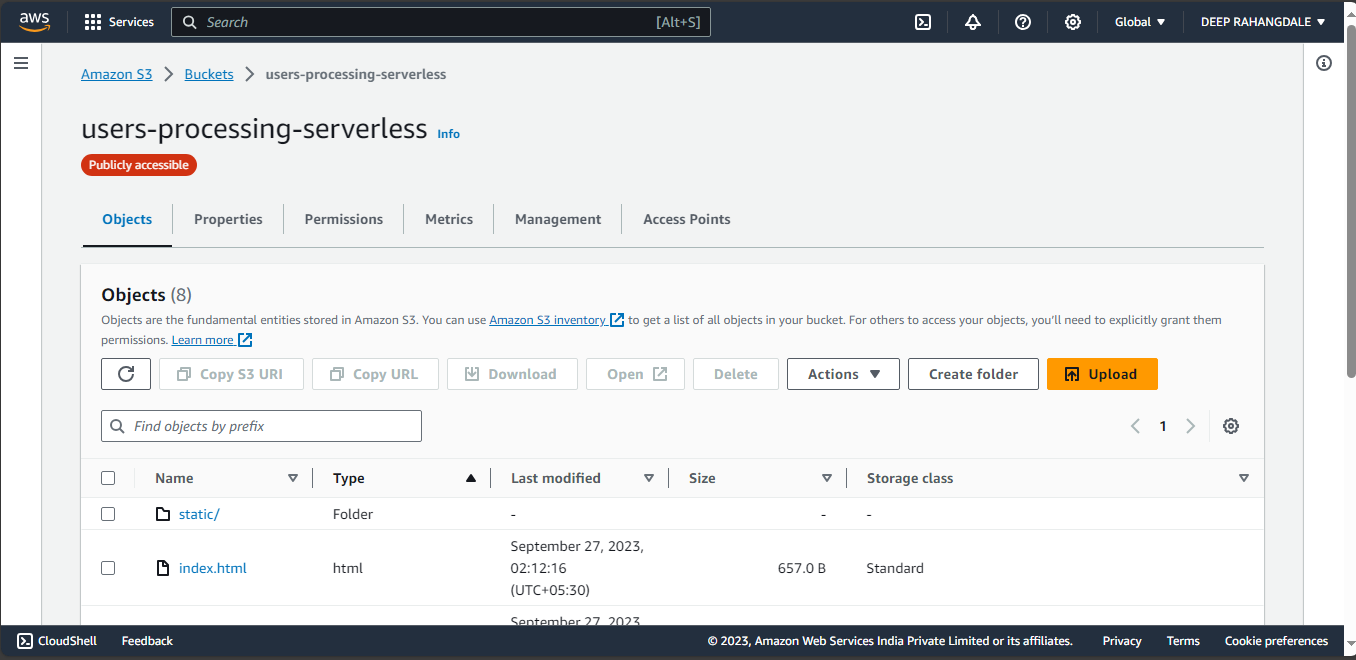 aws
Services
Search [Alt+S]
Global
DEEP RAHANGDALE
Amazon S3 > Buckets > users-processing-serverless
users-processing-serverless Info
Publicly accessible
Objects Properties Permissions Metrics Management Access Points
Objects (8)
Objects are the fundamental entities stored in Amazon S3. You can use Amazon S3 inventory to get a list of all objects in your bucket. For others to access your objects, you'll need to explicitly grant them
permissions. Learn more
Copy S3 URI Copy URL Download Open Delete Actions Create folder Upload
Find objects by prefix
1
Name Type Last modified Size Storage class
static/ Folder - - -
September 27, 2023,
index.html html 02:12:16 657.0 B Standard
(UTC+05:30)
September 27, 2023
CloudShell Feedback © 2023, Amazon Web Services India Private Limited or its affiliates. Privacy Terms Cookie preferences